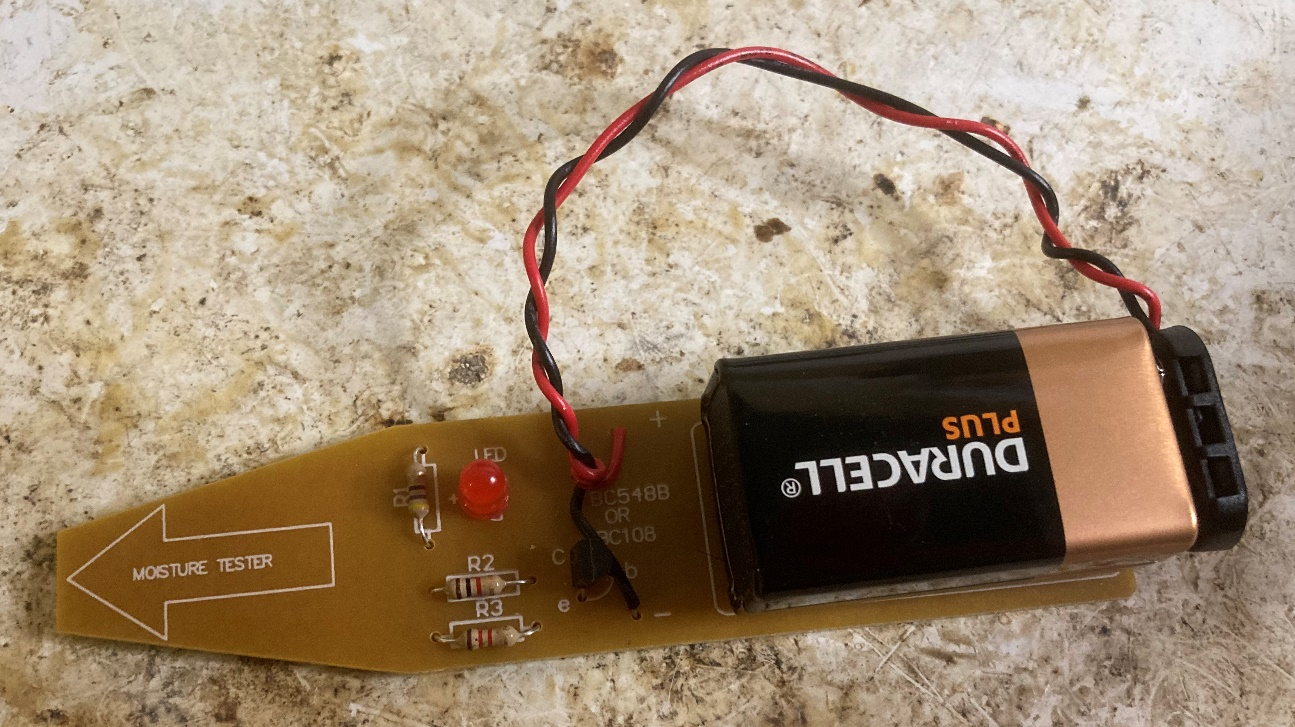 MOISTURE TESTER
R1
LED
+
R2
R3
+
BC548B
OR
BC108
C
b
e
−
DURACELL®
PLUS